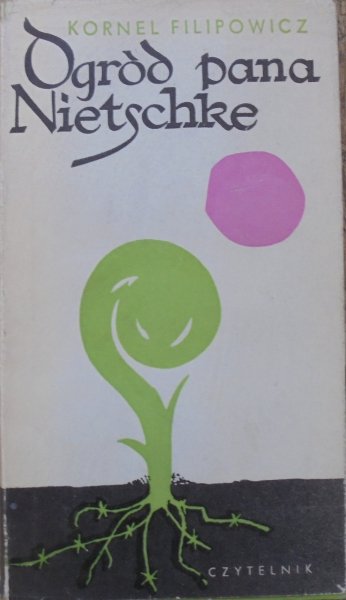 KORNEL FILIPOWICZ
Ogród pana
Nietschke
CZYTELNIK